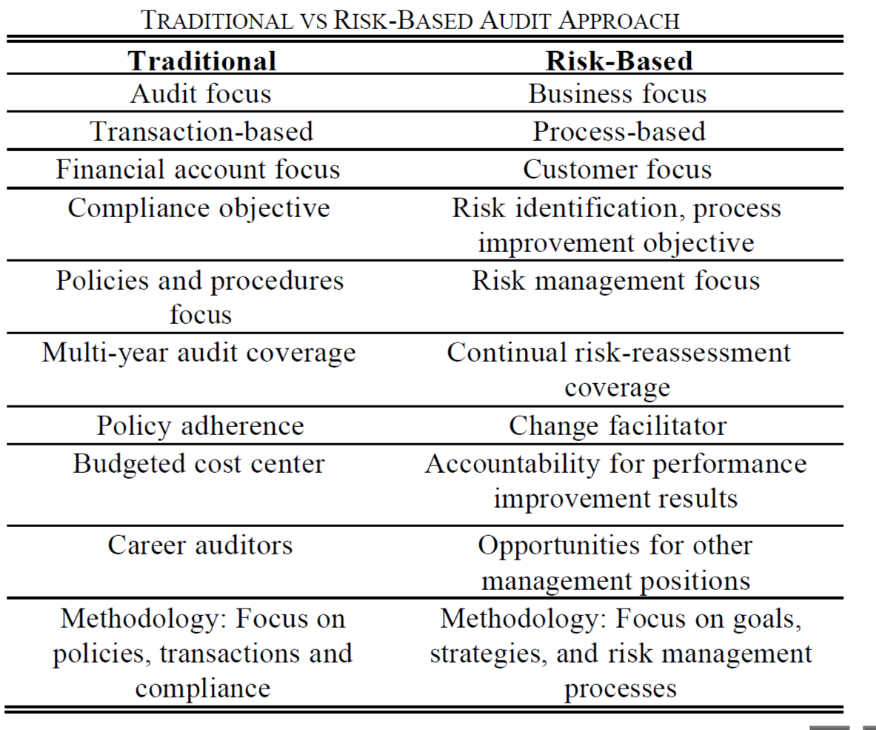 TRADITIONAL VS RISK-BASED AUDIT APPROACH
Traditional Risk-Based
Audit focus Business focus
Transaction-based Process-based
Financial account focus Customer focus
Compliance objective Risk identification, process
improvement objective
Policies and procedures Risk management focus
focus
Multi-year audit coverage Continual risk-reassessment
coverage
Policy adherence Change facilitator
Budgeted cost center Accountability for performance
improvement results
Career auditors Opportunities for other
management positions
Methodology: Focus on Methodology: Focus on goals,
policies, transactions and strategies, and risk management
compliance processes